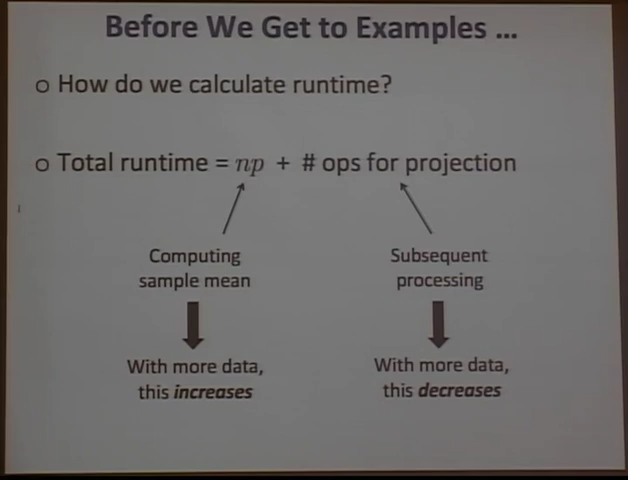 Before We Get to Examples ...
o How do we calculate runtime?
o Total runtime = np + # ops for projection
Computing
sample mean
Subsequent
processing
With more data,
this increases
With more data,
this decreases